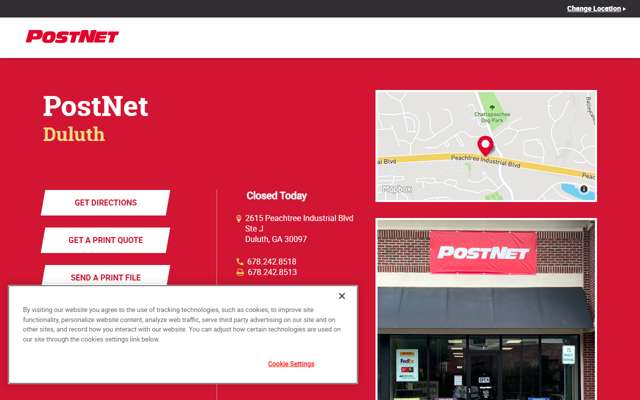 Change Location
POSTNET
PostNet
Duluth
GET DIRECTIONS
GET A PRINT QUOTE
SEND A PRINT FILE
Closed Today
2615 Peachtree Industrial Blvd
Ste J
Duluth, GA 30097
678.242.8518
678.242.8513
Chattapoochee
Dog Park
al Blvd
Peachtree Industrial Blvd
Peac
mapbox
POSTNET
FedEx
OPEN
By visiting our website you agree to the use of tracking technologies, such as cookies, to improve site
functionality, personalize website content, analyze web traffic, serve third party advertising on our site and on
other sites, and record how you interact with our website. You can adjust how certain technologies are used on
our site through the cookies settings link below.
Cookie Settings